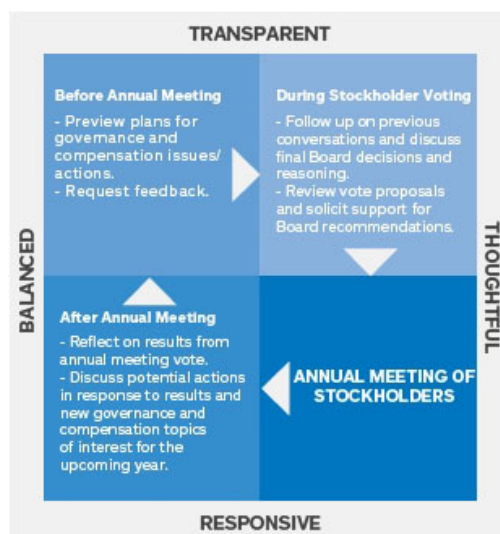 TRANSPARENT
Before Annual Meeting
- Preview plans for
governance and
compensation issues/
actions.
- Request feedback.
During Stockholder Voting
- Follow up on previous
conversations and discuss
final Board decisions and
reasoning.
- Review vote proposals
and solicit support for
Board recommendations.
BALANCED
THOUGHTFUL
After Annual Meeting
- Reflect on results from
annual meeting vote.
- Discuss potential actions
in response to results and
new governance and
compensation topics
of interest for the
upcoming year.
ANNUAL MEETING OF
STOCKHOLDERS
RESPONSIVE